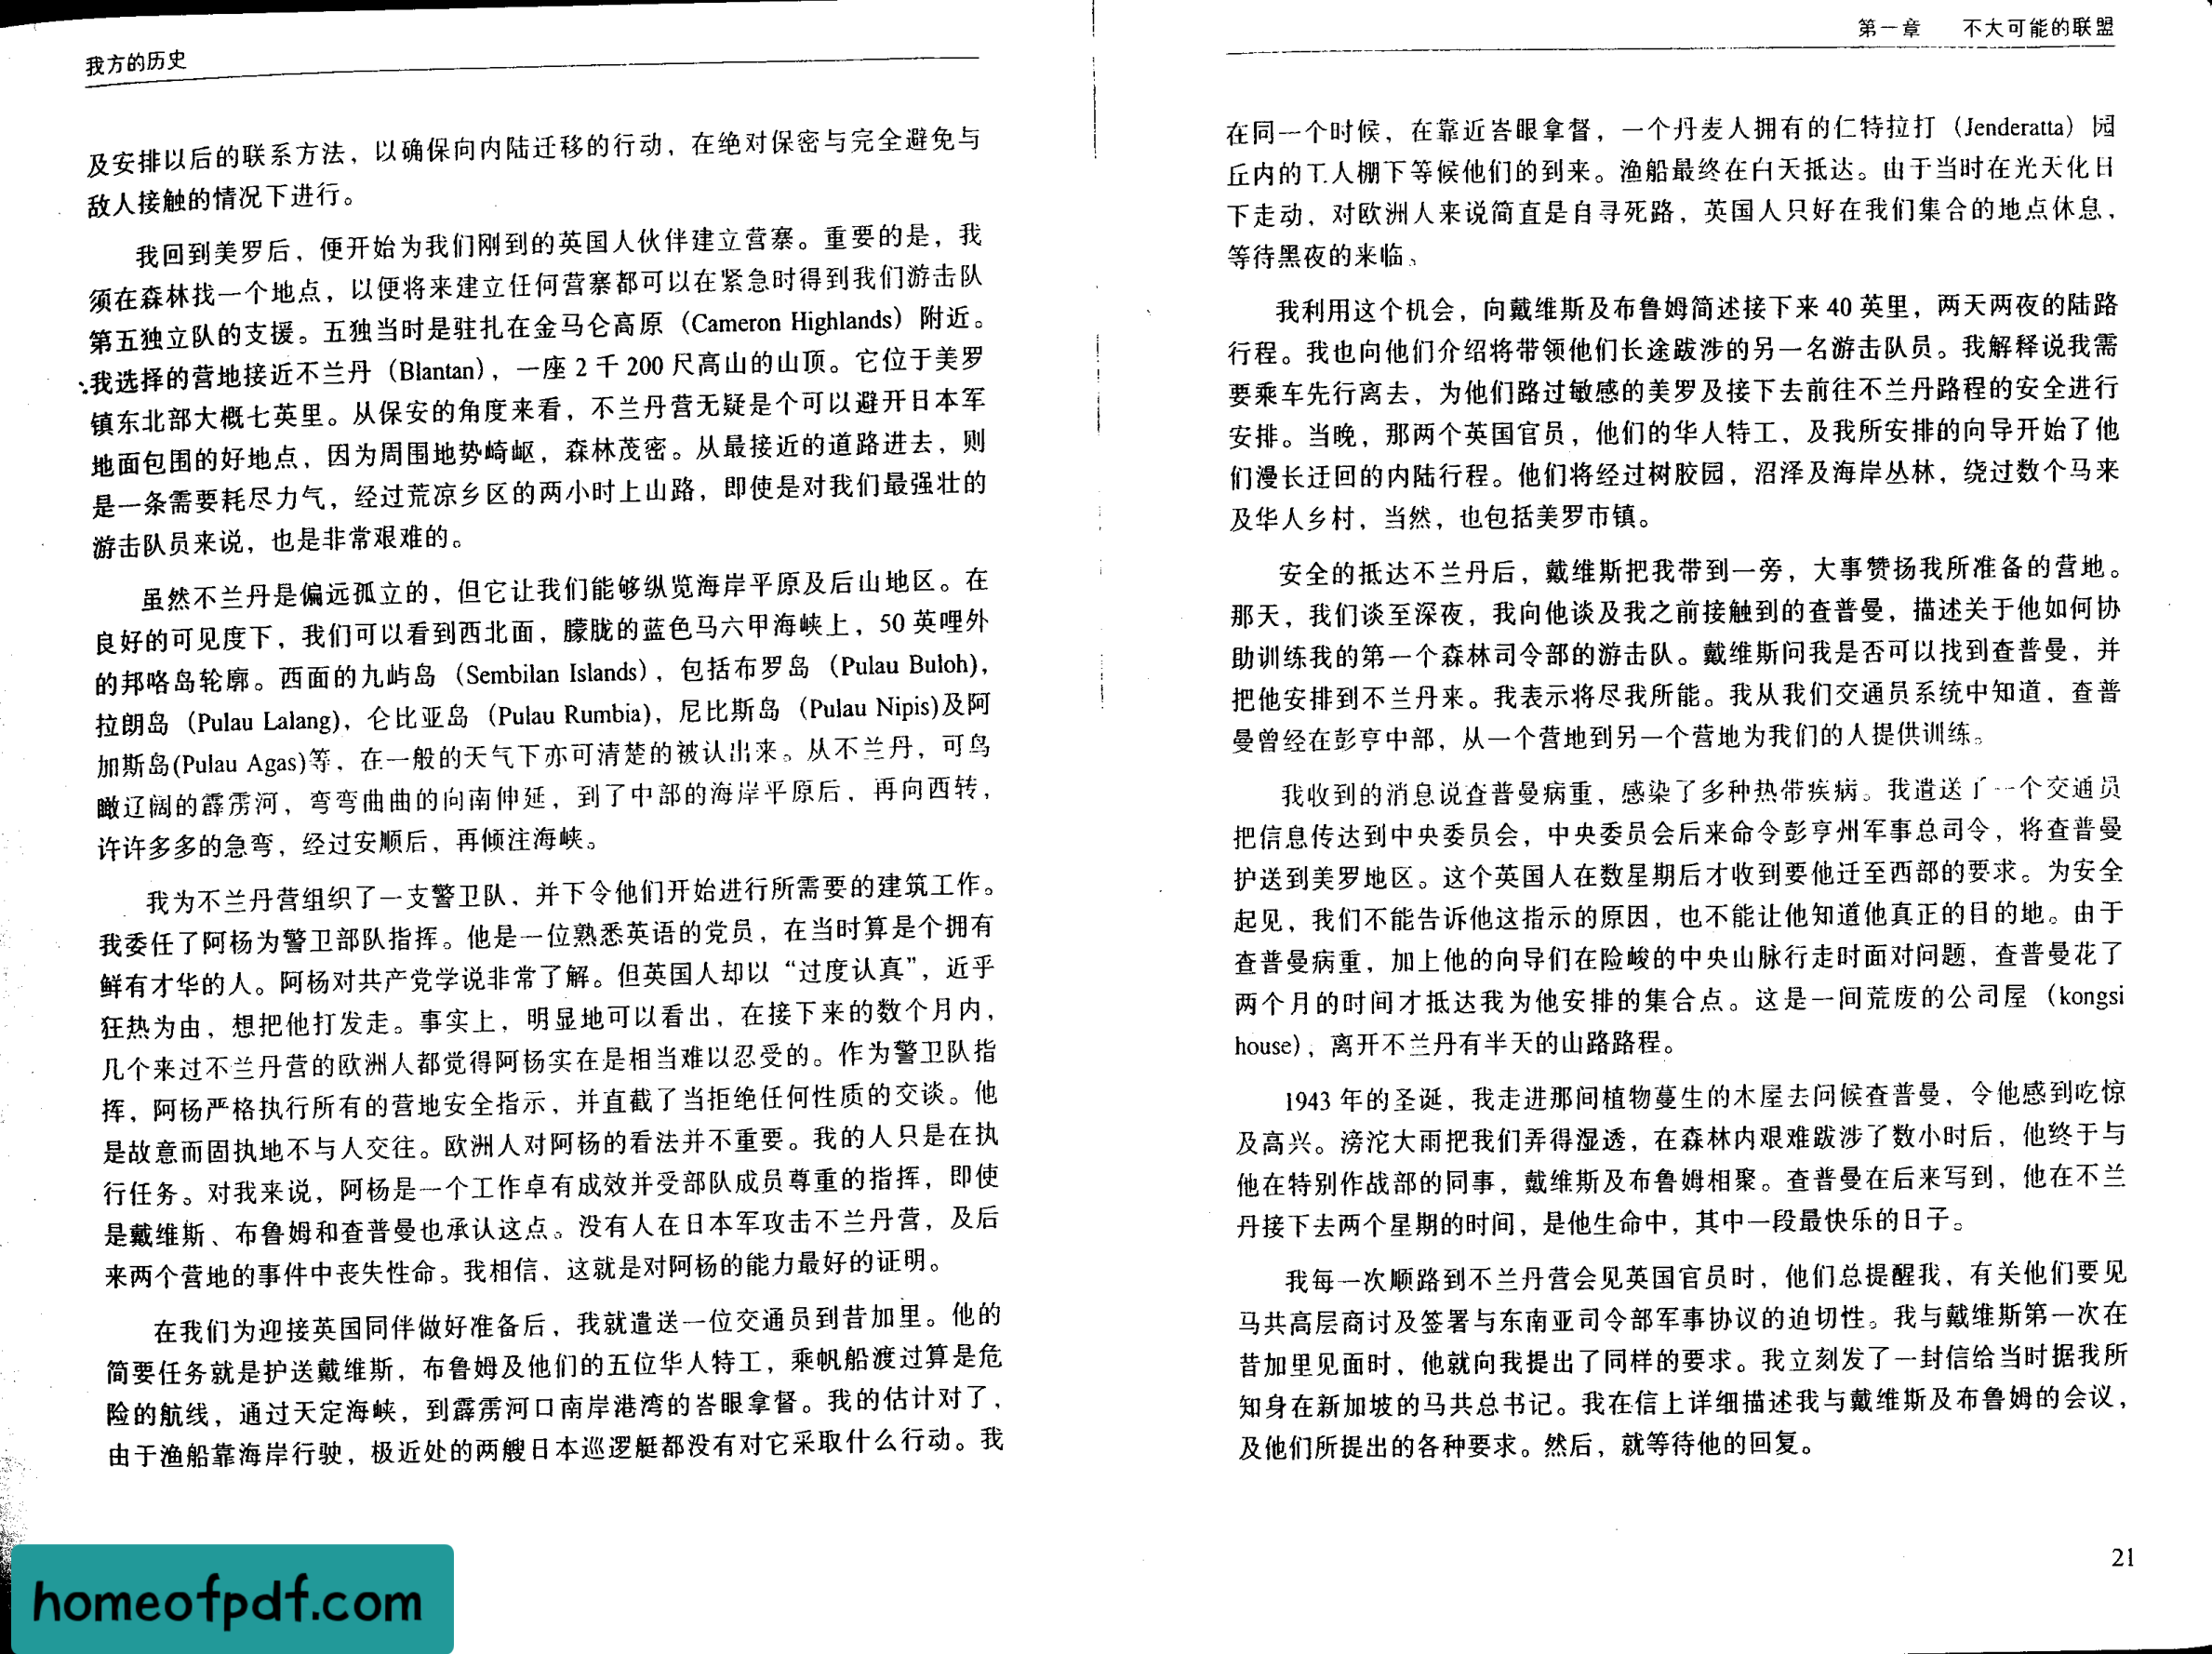 我方的历史
及安排以后的联系方法，以确保向内陆迁移的行动，在绝对保密与完全避免与
敌人接触的情况下进行。
我回到美罗后，便开始为我们刚到的英国人伙伴建立营寨。重要的是，我
须在森林找一个地点，以便将来建立任何营寨都可以在紧急时得到我们游击队
第五独立队的支援。五独当时是驻扎在金马仑高原（Cameron Highlands）附近。
我选择的营地接近不兰丹（Blantan），一座 2 千 200 尺高山的山顶。它位于美罗
镇东北部大概七英里。从保安的角度来看，不兰丹营无疑是个可以避开日本军
地面包围的好地点，因为周围地势崎岖，森林茂密。从最接近的道路进去，则
是一条需要耗尽力气，经过荒凉乡区的两小时上山路，即使是对我们最强壮的
游击队员来说，也是非常艰难的。
虽然不兰丹是偏远孤立的，但它让我们能够纵览海岸平原及后山地区。在
良好的可见度下，我们可以看到西北面，朦胧的蓝色马六甲海峡上，50 英哩外
的邦咯岛轮廓。西面的九屿岛（Sembilan Islands），包括布罗岛（Pulau Buloh),
拉朗岛（Pulau Lalang)，仑比亚岛（Pulau Rumbia)，尼比斯岛（Pulau Nipis)及阿
加斯岛(Pulau Agas)等，在一般的天气下亦可清楚的被认出来。从不兰丹，可鸟
瞰辽阔的霹雳河，弯弯曲曲的向南伸延，到了中部的海岸平原后，再向西转，
许许多多的急弯，经过安顺后，再倾注海峡。
我为不兰丹营组织了一支警卫队，并下令他们开始进行所需要的建筑工作。
我委任了阿杨为警卫部队指挥。他是一位熟悉英语的党员，在当时算是个拥有
鲜有才华的人。阿杨对共产党学说非常了解。但英国人却以“过度认真”，近乎
狂热为由，想把他打发走。事实上，明显地可以看出，在接下来的数个月内，
几个来过不兰丹营的欧洲人都觉得阿杨实在是相当难以忍受的。作为警卫队指
挥，阿杨严格执行所有的营地安全指示，并直截了当拒绝任何性质的交谈。他
是故意而固执地不与人交往。欧洲人对阿杨的看法并不重要。我的人只是在执
行任务。对我来说，阿杨是一个工作卓有成效并受部队成员尊重的指挥，即使
是戴维斯、布鲁姆和查普曼也承认这点。没有人在日本军攻击不兰丹营，及后
来两个营地的事件中丧失性命。我相信，这就是对阿杨的能力最好的证明。
在我们为迎接英国同伴做好准备后，我就遣送一位交通员到昔加里。他的
简要任务就是护送戴维斯，布鲁姆及他们的五位华人特工，乘帆船渡过算是危
险的航线，通过天定海峡，到霹雳河口南岸港湾的峇眼拿督。我的估计对了，
由于渔船靠海岸行驶，极近处的两艘日本巡逻艇都没有对它采取什么行动。我
第一章 不大可能的联盟
在同一个时候，在靠近峇眼拿督，一个丹麦人拥有的仁特拉打（Jenderatta）园
丘内的工人棚下等候他们的到来。渔船最终在白天抵达。由于当时在光天化日
下走动，对欧洲人来说简直是自寻死路，英国人只好在我们集合的地点休息，
等待黑夜的来临。
我利用这个机会，向戴维斯及布鲁姆简述接下来 40 英里，两天两夜的陆路
行程。我也向他们介绍将带领他们长途跋涉的另一名游击队员。我解释说我需
要乘车先行离去，为他们路过敏感的美罗及接下去前往不兰丹路程的安全进行
安排。当晚，那两个英国官员，他们的华人特工，及我所安排的向导开始了他
们漫长迂回的内陆行程。他们将经过树胶园，沼泽及海岸丛林，绕过数个马来
及华人乡村，当然，也包括美罗市镇。
安全的抵达不兰丹后，戴维斯把我带到一旁，大事赞扬我所准备的营地。
那天，我们谈至深夜，我向他谈及我之前接触到的查普曼，描述关于他如何协
助训练我的第一个森林司令部的游击队。戴维斯问我是否可以找到查普曼，并
把他安排到不兰丹来。我表示将尽我所能。我从我们交通员系统中知道，查普
曼曾经在彭亨中部，从一个营地到另一个营地为我们的人提供训练。
我收到的消息说查普曼病重，感染了多种热带疾病。我遣送了一个交通员
把信息传达到中央委员会，中央委员会后来命令彭亨州军事总司令，将查普曼
护送到美罗地区。这个英国人在数星期后才收到要他迁至西部的要求。为安全
起见，我们不能告诉他这指示的原因，也不能让他知道他真正的目的地。由于
查普曼病重，加上他的向导们在险峻的中央山脉行走时面对问题，查普曼花了
两个月的时间才抵达我为他安排的集合点。这是一间荒废的公司屋（kongsi
house)，离开不兰丹有半天的山路路程。
1943 年的圣诞，我走进那间植物蔓生的木屋去问候查普曼，令他感到吃惊
及高兴。滂沱大雨把我们弄得湿透，在森林内艰难跋涉了数小时后，他终于与
他在特别作战部的同事，戴维斯及布鲁姆相聚。查普曼在后来写到，他在不兰
丹接下去两个星期的时间，是他生命中，其中一段最快乐的日子。
我每一次顺路到不兰丹营会见英国官员时，他们总提醒我，有关他们要见
马共高层商讨及签署与东南亚司令部军事协议的迫切性。我与戴维斯第一次在
昔加里见面时，他就向我提出了同样的要求。我立刻发了一封信给当时据我所
知身在新加坡的马共总书记。我在信上详细描述我与戴维斯及布鲁姆的会议，
及他们所提出的各种要求。然后，就等待他的回复。
21
homeofpdf.com